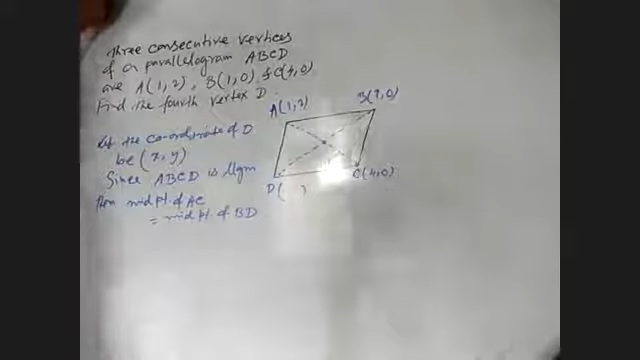 Three consecutive vertices
of a parallelogram ABCD
are A(1,2), B(1,0) & C(4,0)
Find the fourth vertex D.
A(1,2)
B(1,0)
Let the co-ordinate of D
be (x,y)
Since ABCD is llgm
C(4,0)
D( )
then mid pt. of AC
= mid pt. of BD